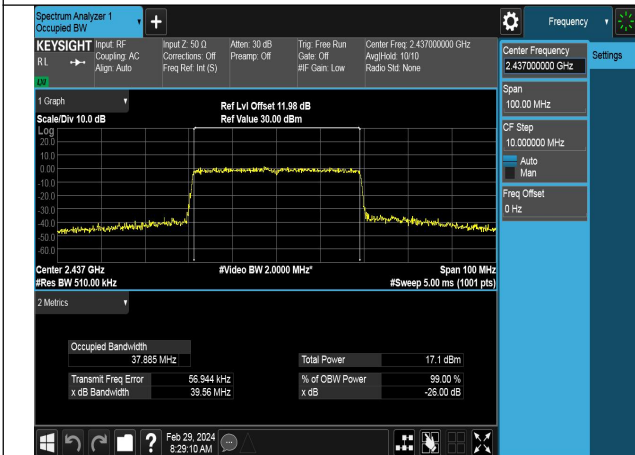 Spectrum Analyzer 1
Occupied BW
+
Frequency
KEYSIGHT
RL
Input: RF
Coupling: AC
Align: Auto
Input Z: 50 Ω
Corrections: Off
Freq Ref: Int (S)
Atten: 30 dB
Preamp: Off
Trig: Free Run
Gate: Off
#IF Gain: Low
Center Freq: 2.437000000 GHz
Avg|Hold: 10/10
Radio Std: None
Center Frequency
2.437000000 GHz
Settings
Span
100.00 MHz
CF Step
10.000000 MHz
Auto
Man
Freq Offset
0 Hz
1 Graph
Scale/Div 10.0 dB
Ref Lvl Offset 11.98 dB
Ref Value 30.00 dBm
Log
20.0
10.0
0.00
-10.0
-20.0
-30.0
-40.0
-50.0
-60.0
Center 2.437 GHz
#Res BW 510.00 kHz
#Video BW 2.0000 MHz*
Span 100 MHz
#Sweep 5.00 ms (1001 pts)
2 Metrics
Occupied Bandwidth
37.885 MHz
Total Power 17.1 dBm
Transmit Freq Error 56.944 kHz
% of OBW Power 99.00 %
x dB Bandwidth 39.56 MHz
x dB -26.00 dB
?
Feb 29, 2024
8:29:10 AM